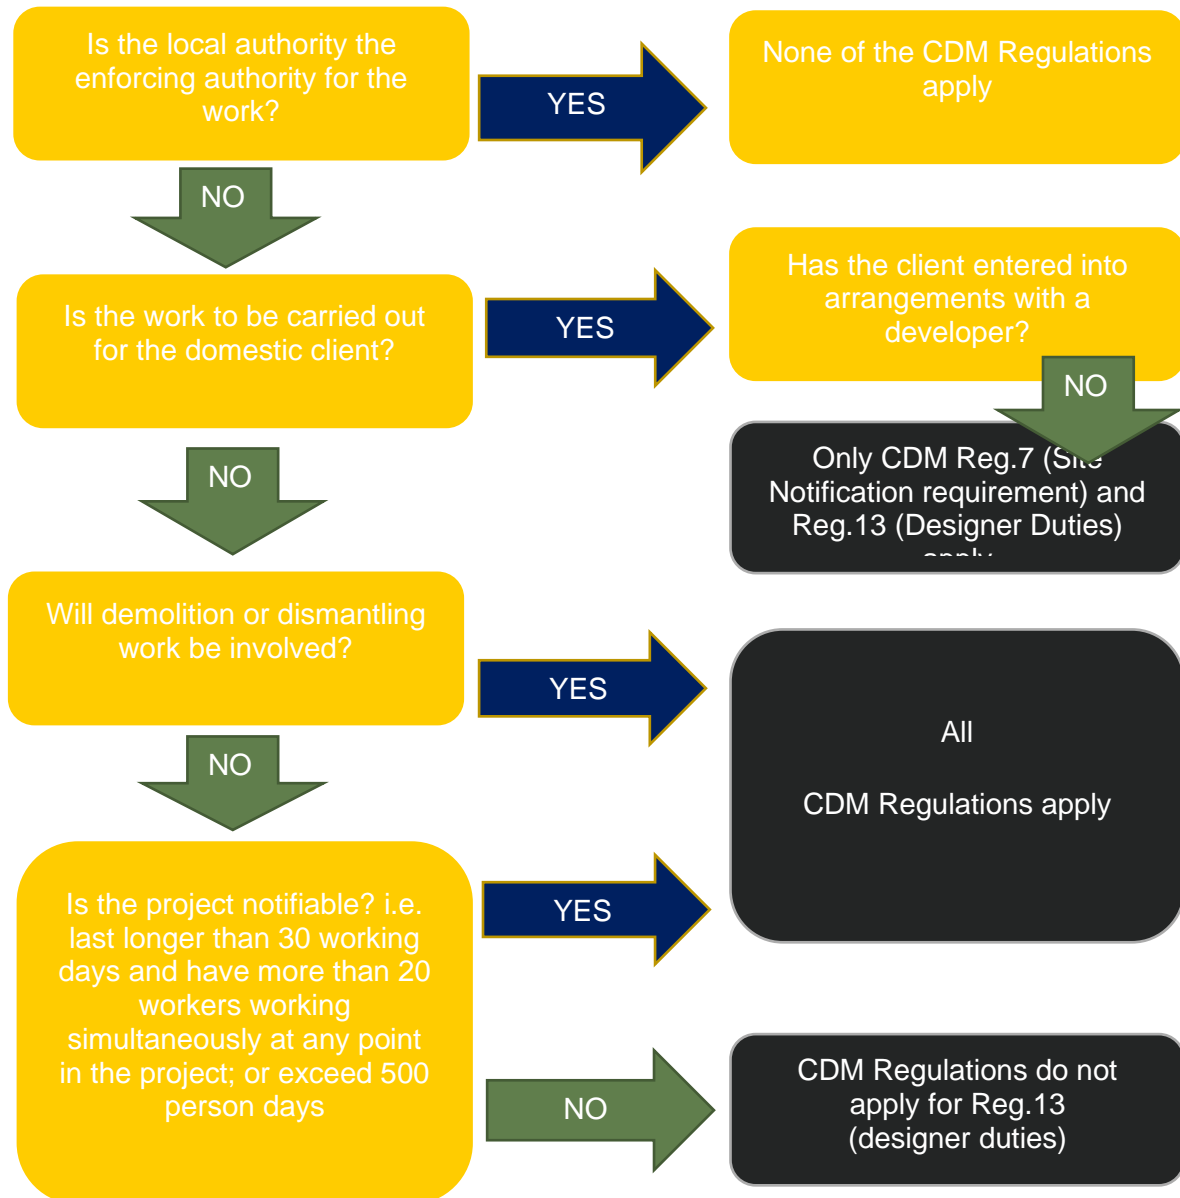 Is the local authority the
enforcing authority for the
work?
YES
None of the CDM Regulations
apply
NO
Is the work to be carried out
for the domestic client?
YES
Has the client entered into
arrangements with a
developer?
NO
Only CDM Reg.7 (Site
Notification requirement) and
Reg.13 (Designer Duties)
apply
NO
Will demolition or dismantling
work be involved?
YES
All
CDM Regulations apply
NO
Is the project notifiable? i.e.
last longer than 30 working
days and have more than 20
workers working
simultaneously at any point
in the project; or exceed 500
person days
YES
NO
CDM Regulations do not
apply for Reg.13
(designer duties)